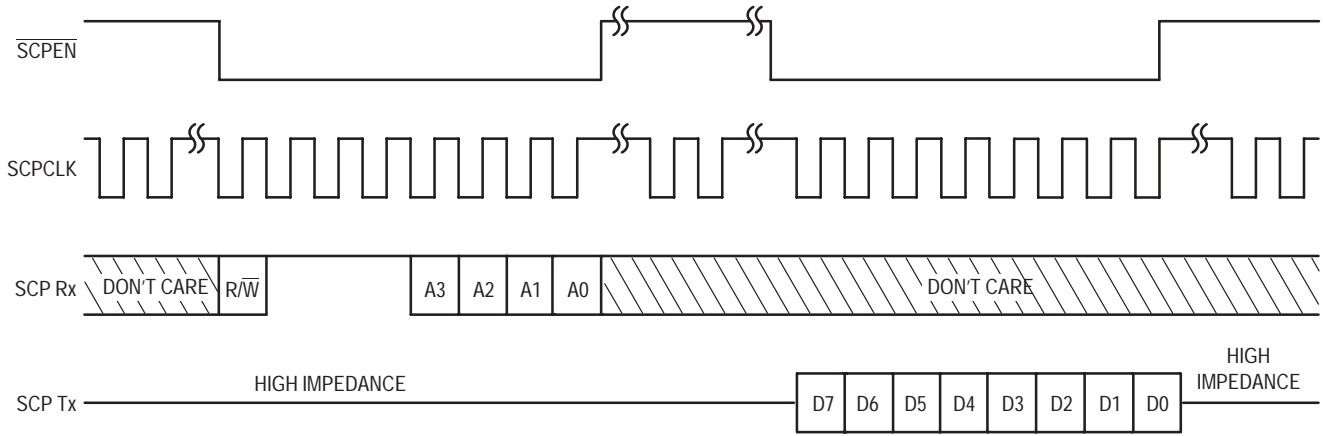 SCPEN
SCPCLK
SCP Rx DON'T CARE R/W A3 A2 A1 A0 DON'T CARE
HIGH IMPEDANCE
HIGH
IMPEDANCE
SCP Tx D7 D6 D5 D4 D3 D2 D1 D0